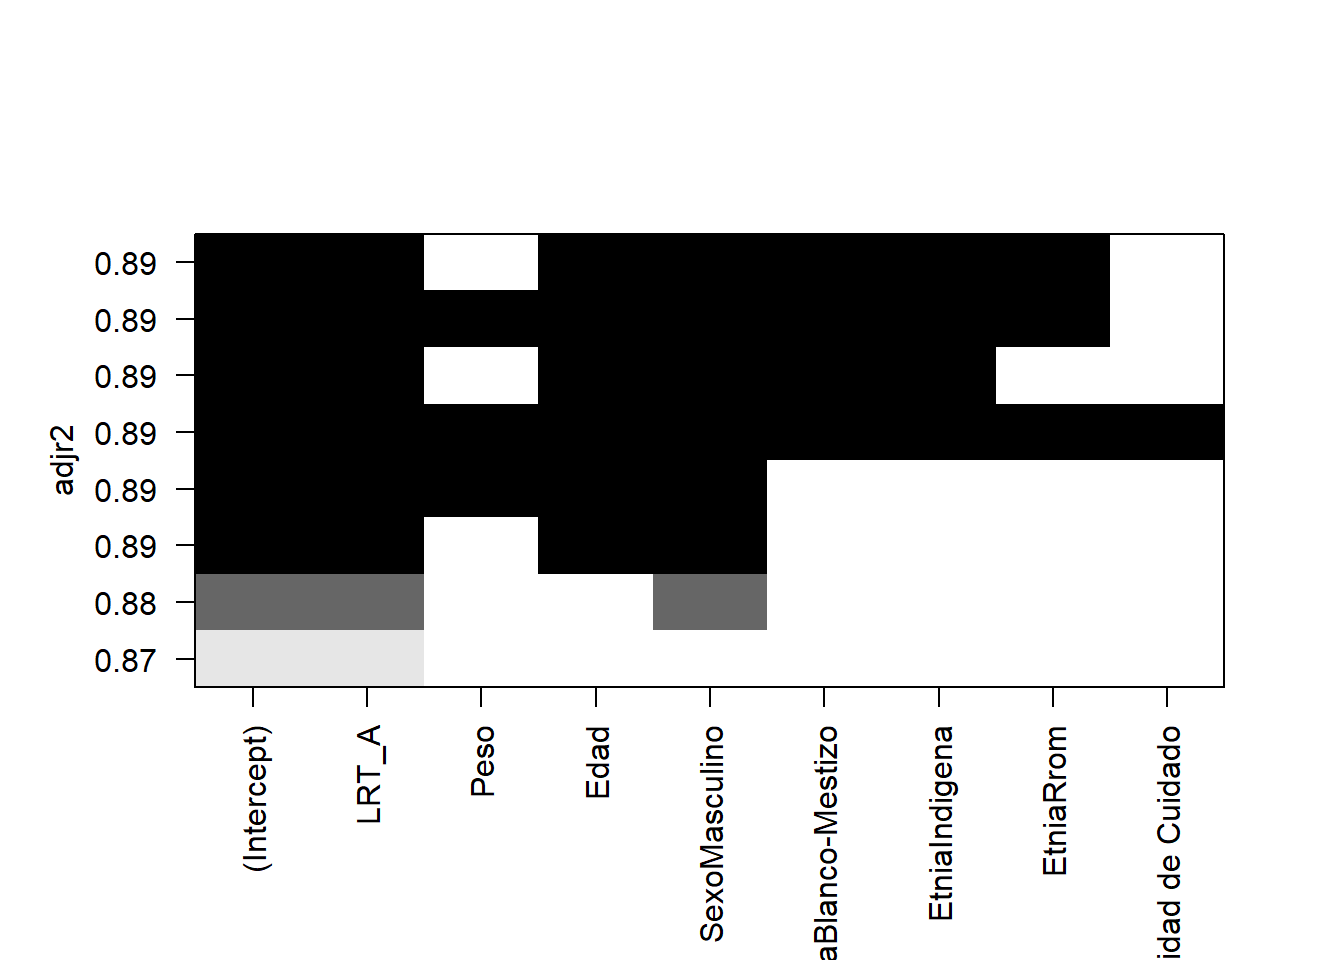 adjr2
0.89
0.89
0.89
0.89
0.89
0.89
0.88
0.87
(Intercept)
LRT_A
Peso
Edad
SexoMasculino
aBlanco-Mestizo
EtniaIndigena
EtniaRrom
idad de Cuidado